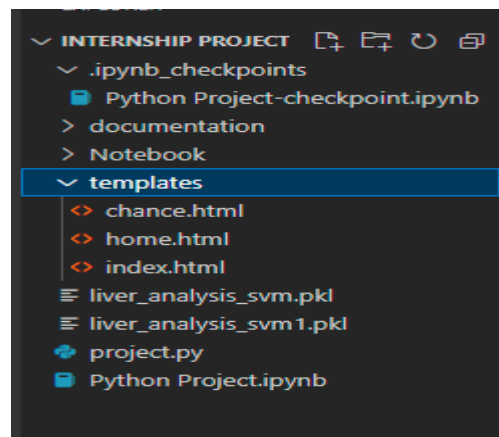 INTERNSHIP PROJECT
.ipynb_checkpoints
Python Project-checkpoint.ipynb
documentation
Notebook
templates
<> chance.html
<> home.html
<> index.html
liver_analysis_svm.pkl
liver_analysis_svm1.pkl
project.py
Python Project.ipynb